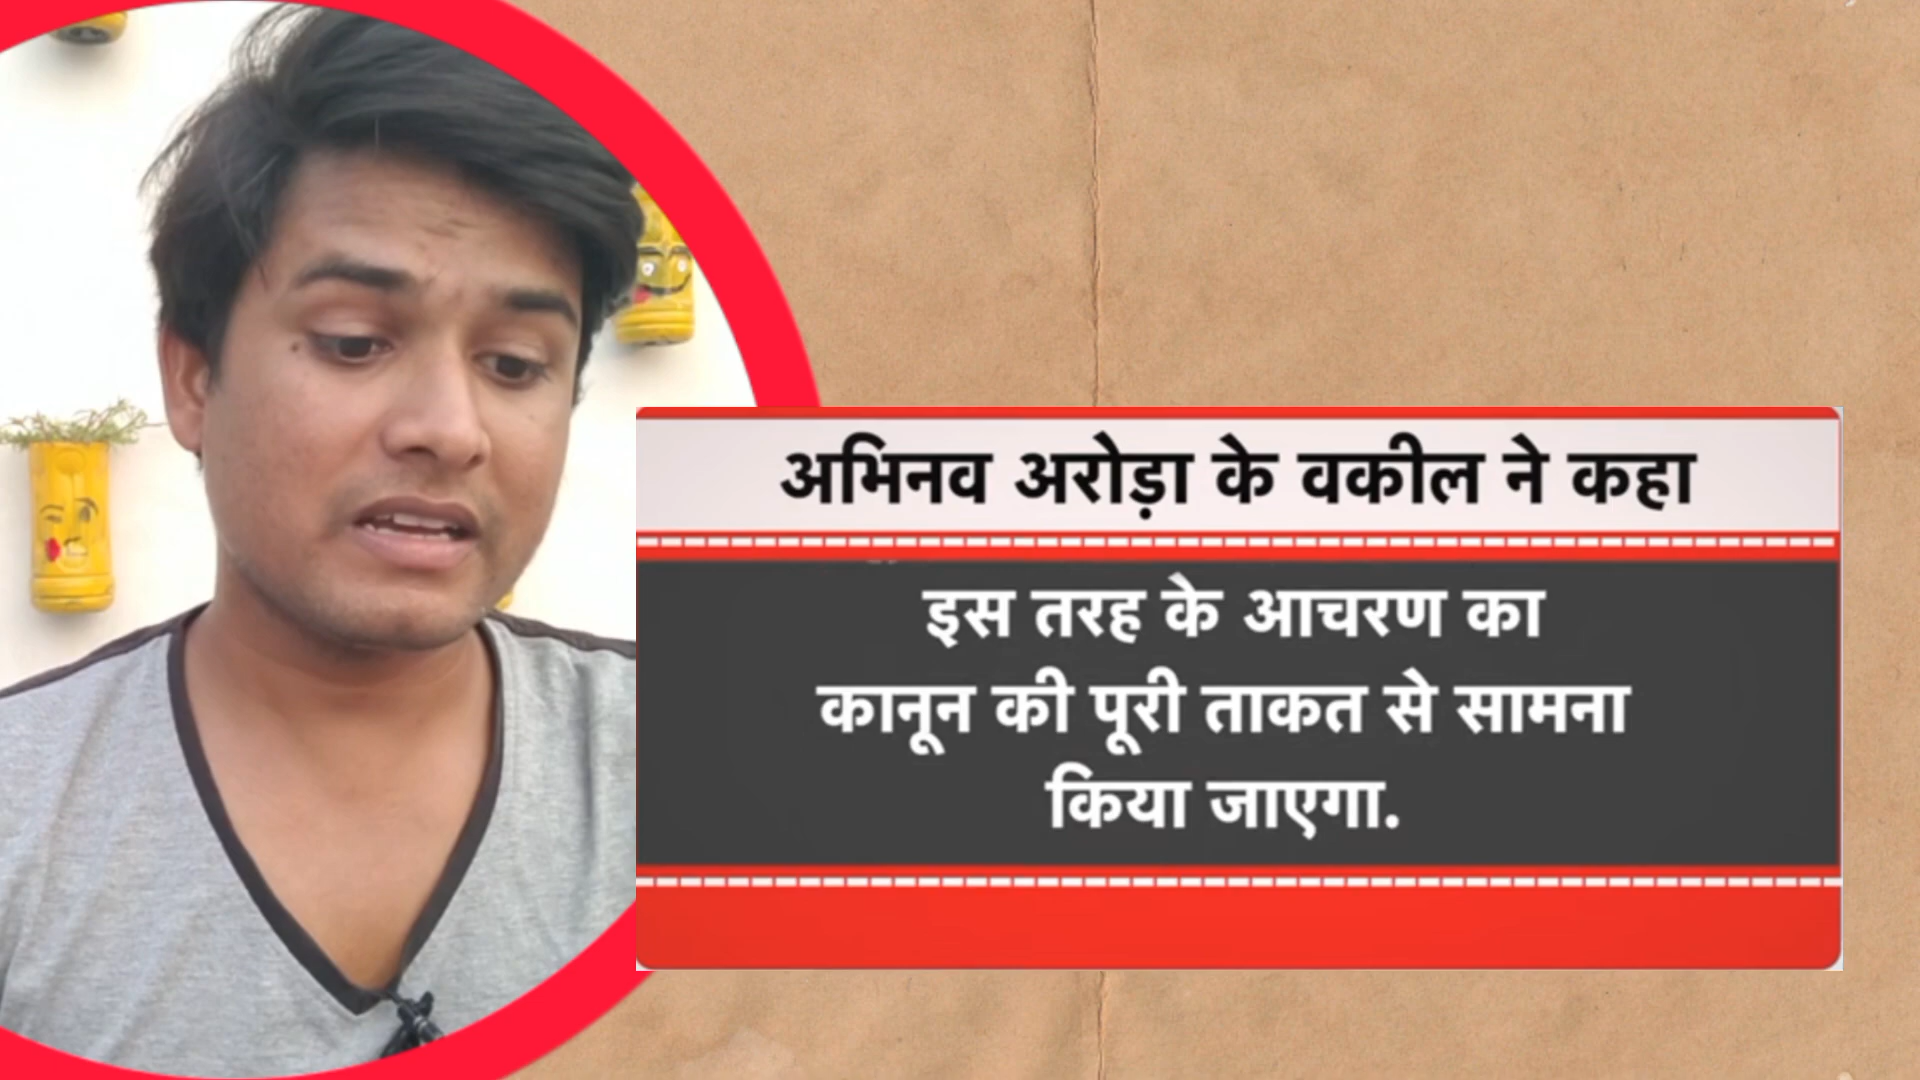 अभिनव अरोड़ा के वकील ने कहा
इस तरह के आचरण का
कानून की पूरी ताकत से सामना
किया जाएगा.